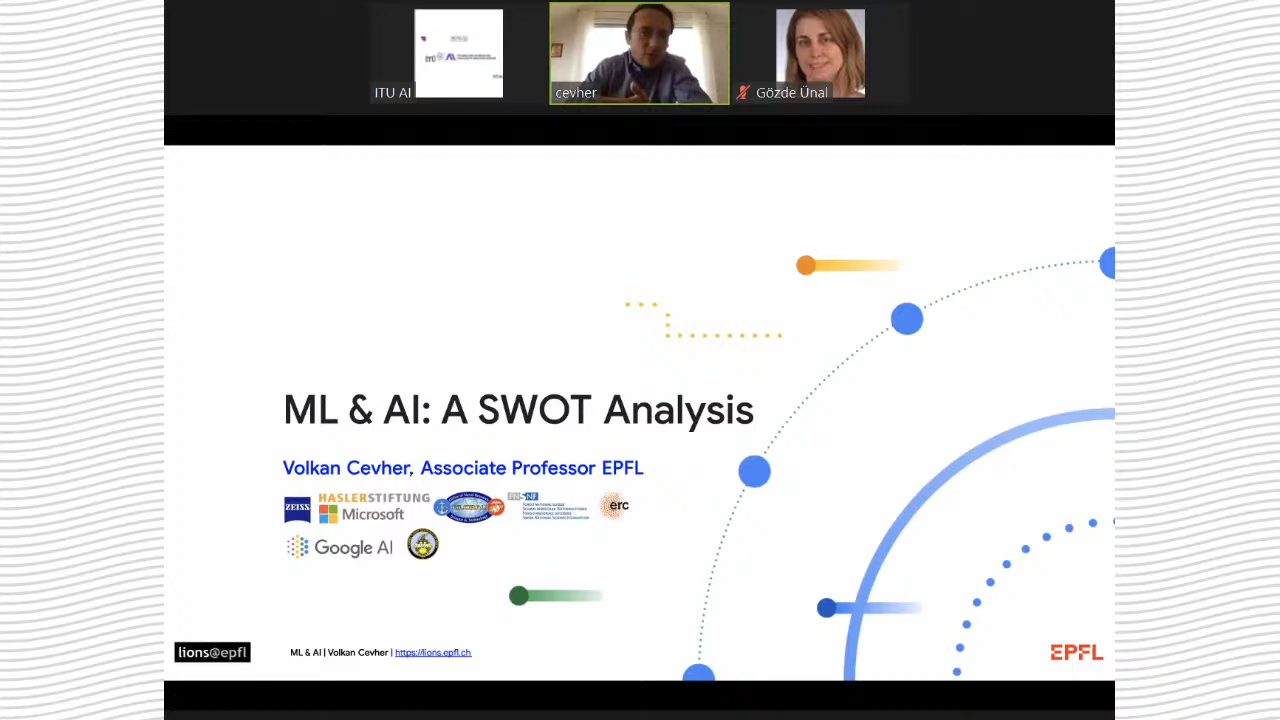 ITU AI
cevher
Gözde Ünal
ML & AI: A SWOT Analysis
Volkan Cevher, Associate Professor EPFL
ZEISS
HASLERSTIFTUNG
Microsoft
FNSNF
erc
Google AI
lions@epfl
ML & AI | Volkan Cevher | https://lions.epfl.ch
EPFL